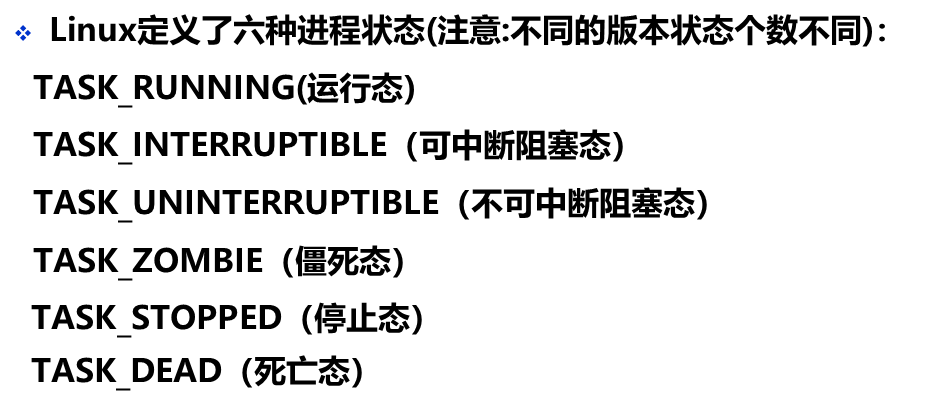 Linux定义了六种进程状态(注意:不同的版本状态个数不同)：
TASK_RUNNING(运行态)
TASK_INTERRUPTIBLE（可中断阻塞态）
TASK_UNINTERRUPTIBLE（不可中断阻塞态）
TASK_ZOMBIE（僵死态）
TASK_STOPPED（停止态）
TASK_DEAD（死亡态）